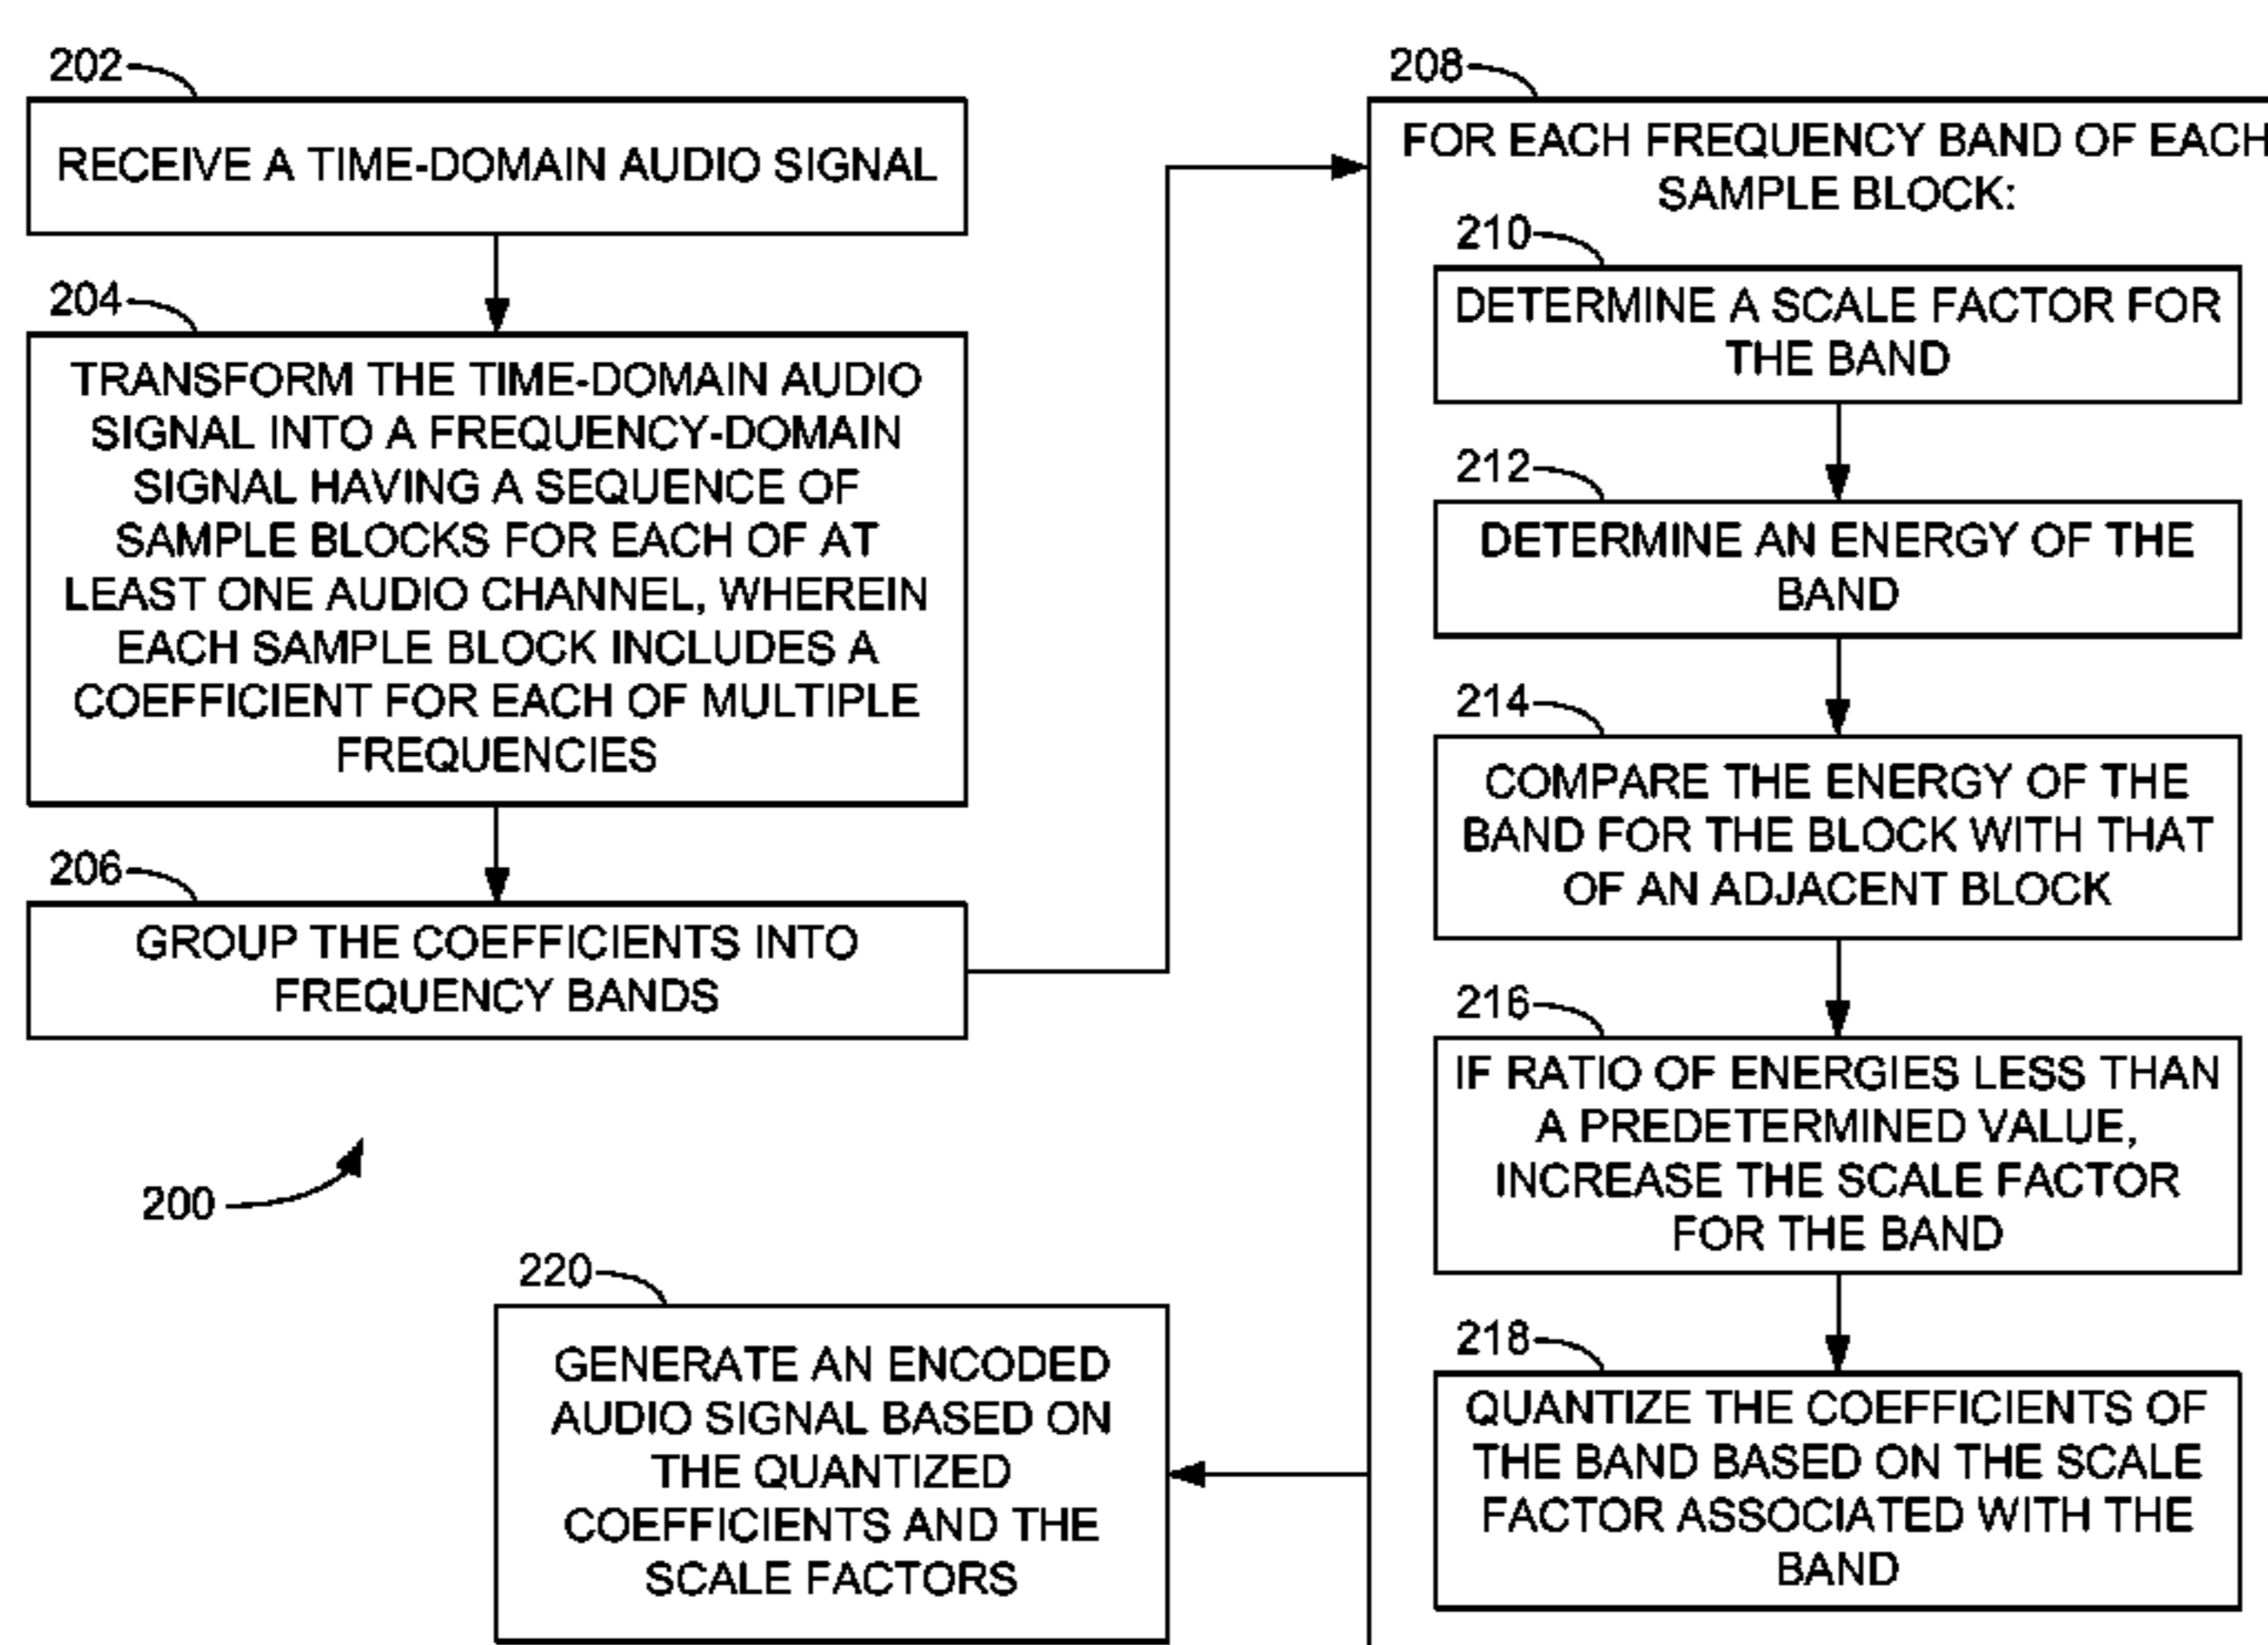 202
RECEIVE A TIME-DOMAIN AUDIO SIGNAL
204
TRANSFORM THE TIME-DOMAIN AUDIO
SIGNAL INTO A FREQUENCY-DOMAIN
SIGNAL HAVING A SEQUENCE OF
SAMPLE BLOCKS FOR EACH OF AT
LEAST ONE AUDIO CHANNEL, WHEREIN
EACH SAMPLE BLOCK INCLUDES A
COEFFICIENT FOR EACH OF MULTIPLE
FREQUENCIES
206
GROUP THE COEFFICIENTS INTO
FREQUENCY BANDS
200
208
FOR EACH FREQUENCY BAND OF EACH
SAMPLE BLOCK:
210
DETERMINE A SCALE FACTOR FOR
THE BAND
212
DETERMINE AN ENERGY OF THE
BAND
214
COMPARE THE ENERGY OF THE
BAND FOR THE BLOCK WITH THAT
OF AN ADJACENT BLOCK
216
IF RATIO OF ENERGIES LESS THAN
A PREDETERMINED VALUE,
INCREASE THE SCALE FACTOR
FOR THE BAND
218
QUANTIZE THE COEFFICIENTS OF
THE BAND BASED ON THE SCALE
FACTOR ASSOCIATED WITH THE
BAND
220
GENERATE AN ENCODED
AUDIO SIGNAL BASED ON
THE QUANTIZED
COEFFICIENTS AND THE
SCALE FACTORS